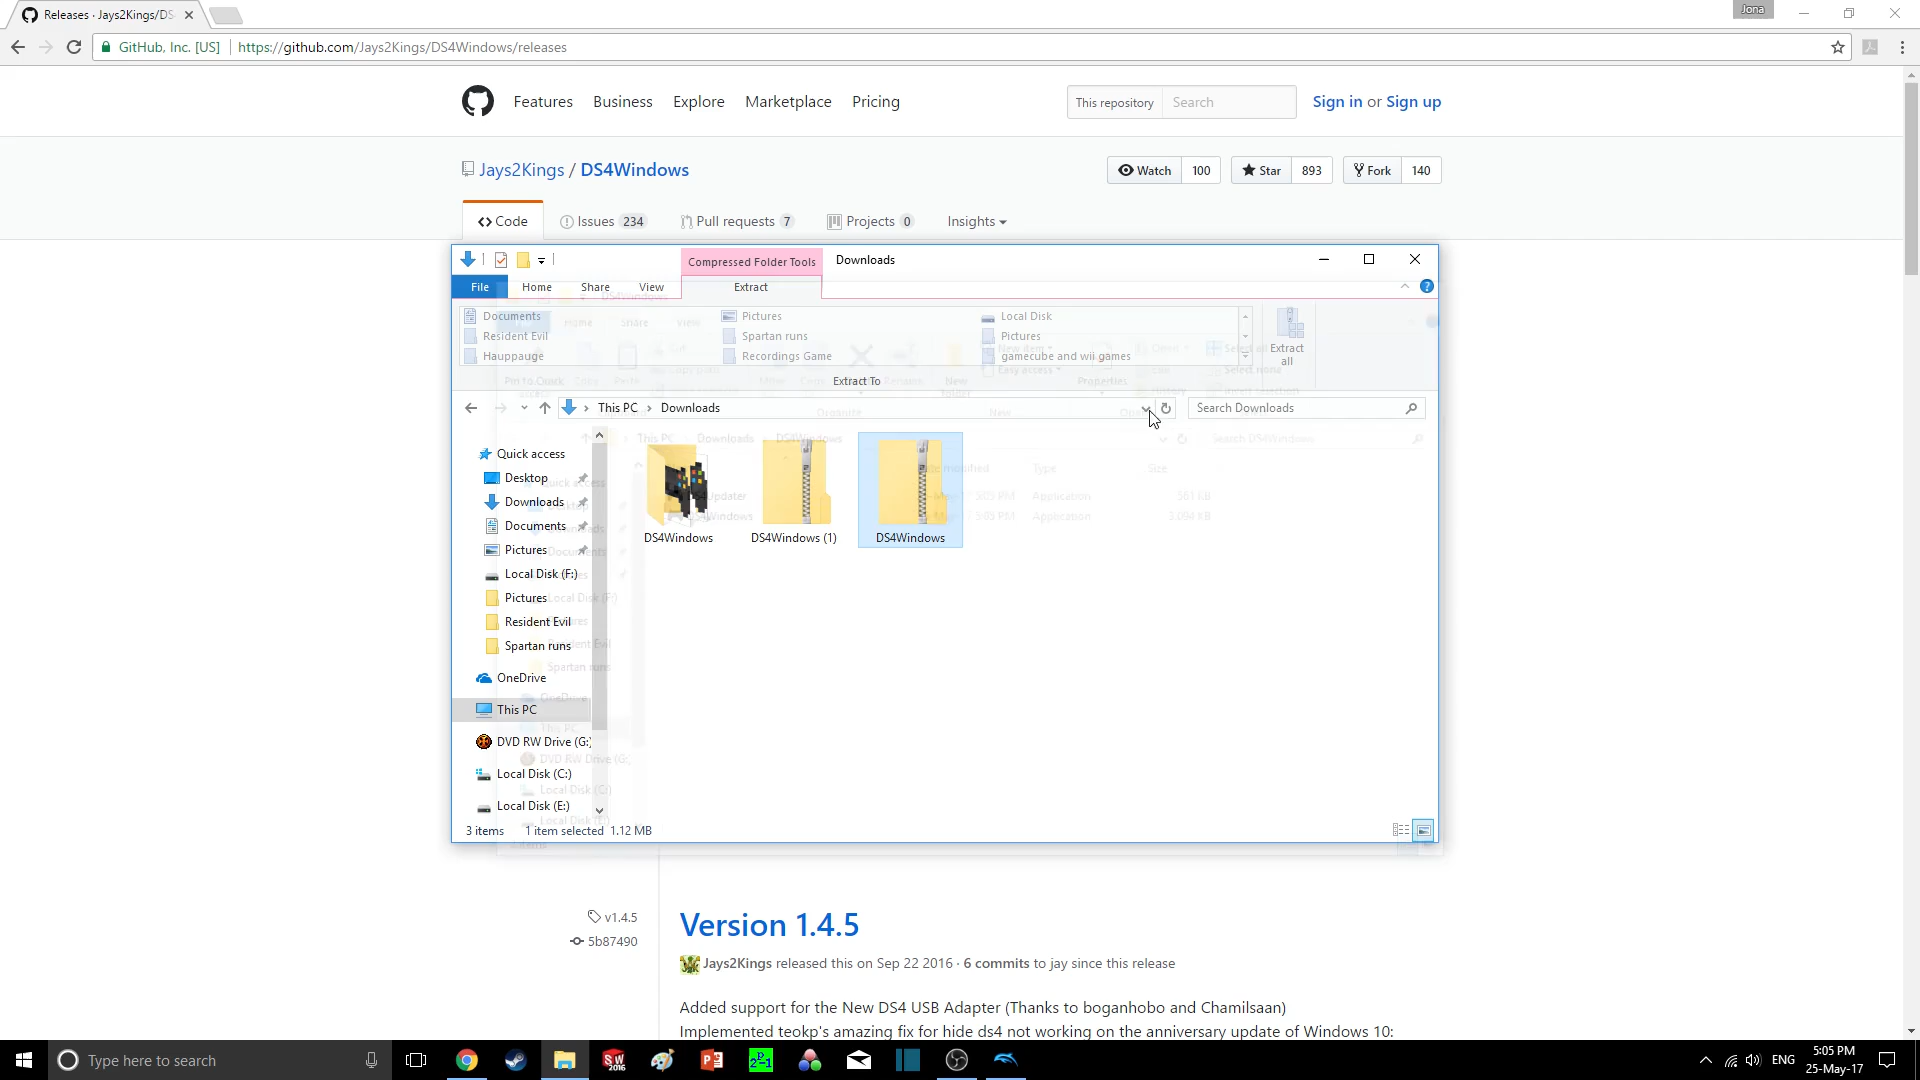 Releases · Jays2Kings/DS
Jona
GitHub, Inc. [US]
https://github.com/Jays2Kings/DS4Windows/releases
Features Business Explore Marketplace Pricing
This repository Search
Sign in or Sign up
Jays2Kings / DS4Windows
Watch 100 Star 893 Fork 140
Code Issues 234 Pull requests 7 Projects 0 Insights
Compressed Folder Tools Downloads
File Home Share View Extract
Documents Pictures Local Disk
Resident Evil Spartan runs Pictures
Hauppauge Recordings Game gamecube and wii games
Extract all
Extract To
This PC Downloads
Search Downloads
Quick access
Desktop
Downloads
Documents
Pictures
Local Disk (F:)
Pictures
Resident Evil
Spartan runs
OneDrive
This PC
DVD RW Drive (G:)
Local Disk (C:)
Local Disk (E:)
DS4Windows DS4Windows (1) DS4Windows
3 items 1 item selected 1.12 MB
v1.4.5
5b87490
Version 1.4.5
Jays2Kings released this on Sep 22 2016 · 6 commits to jay since this release
Added support for the New DS4 USB Adapter (Thanks to boganhobo and Chamilsaan)
Implemented teokp's amazing fix for hide ds4 not working on the anniversary update of Windows 10:
Type here to search
ENG
5:05 PM
25-May-17